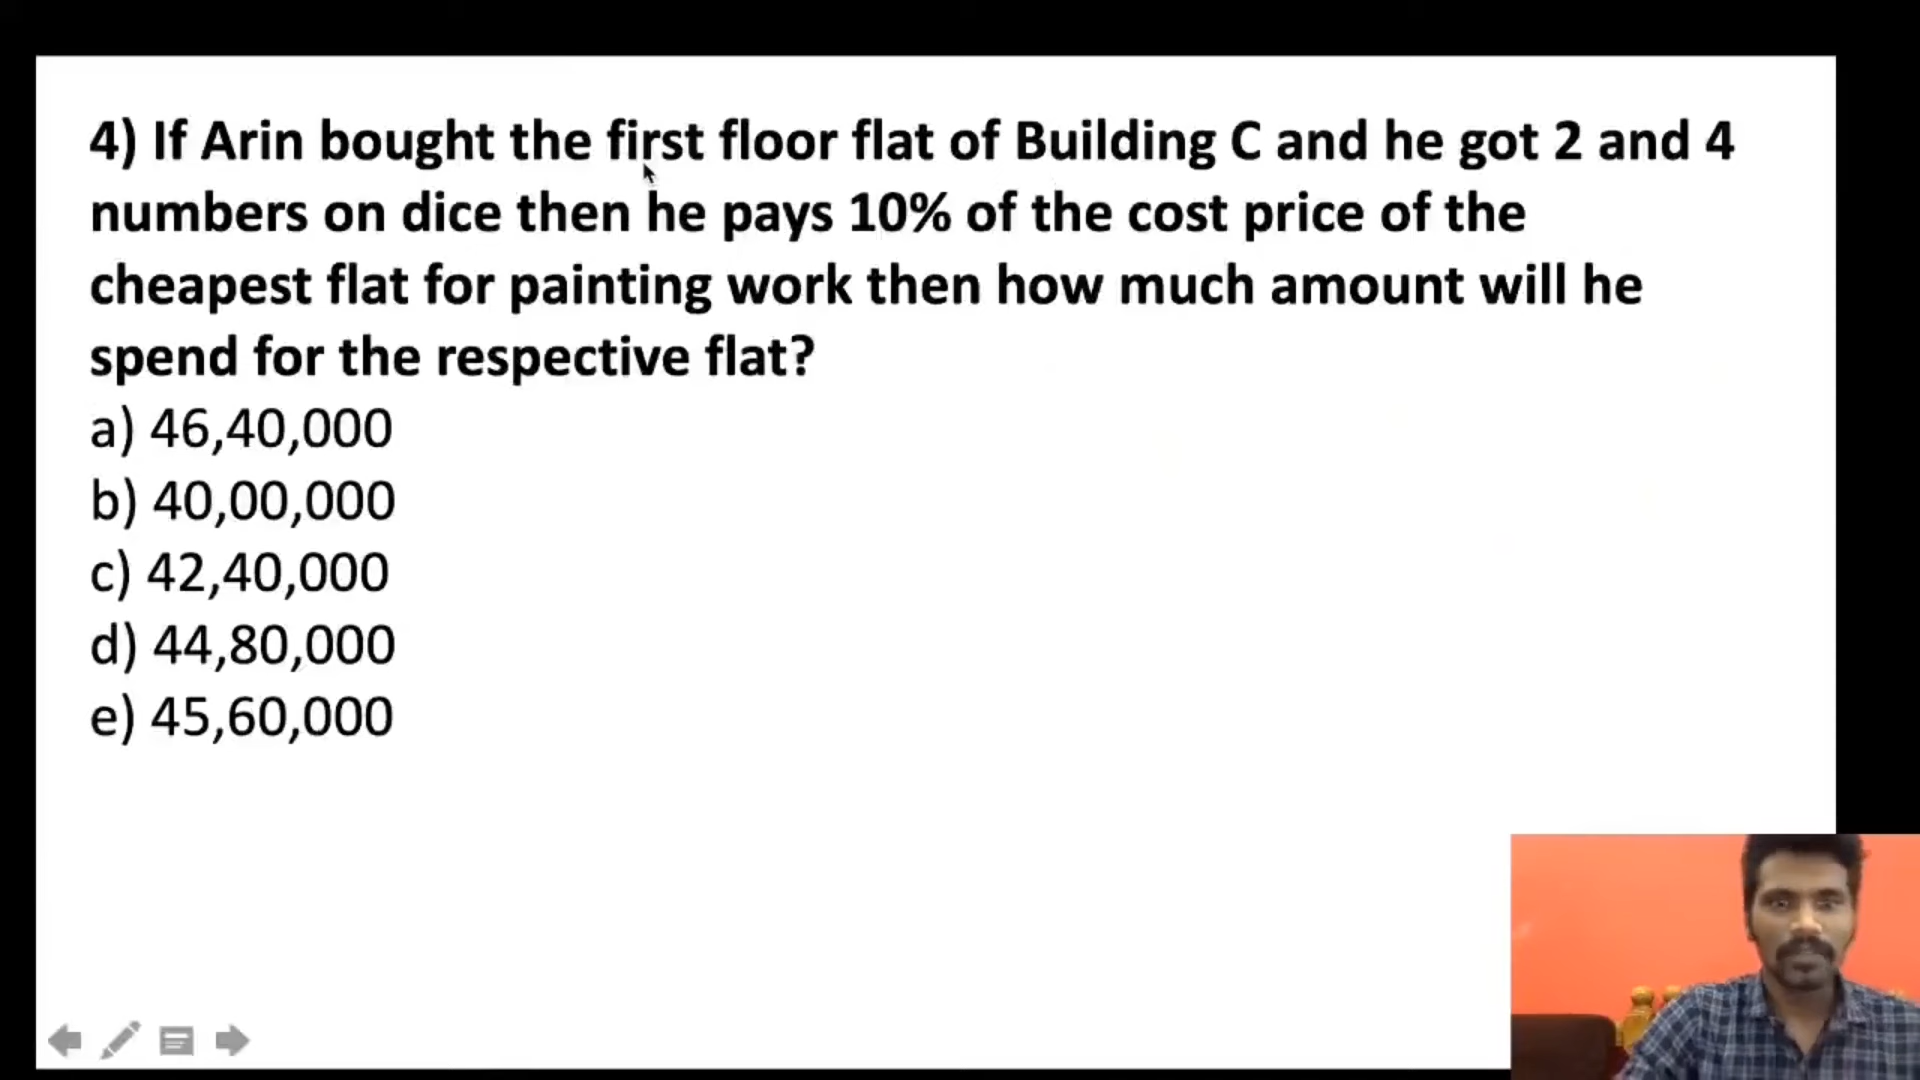 4) If Arin bought the first floor flat of Building C and he got 2 and 4
numbers on dice then he pays 10% of the cost price of the
cheapest flat for painting work then how much amount will he
spend for the respective flat?
a) 46,40,000
b) 40,00,000
c) 42,40,000
d) 44,80,000
e) 45,60,000